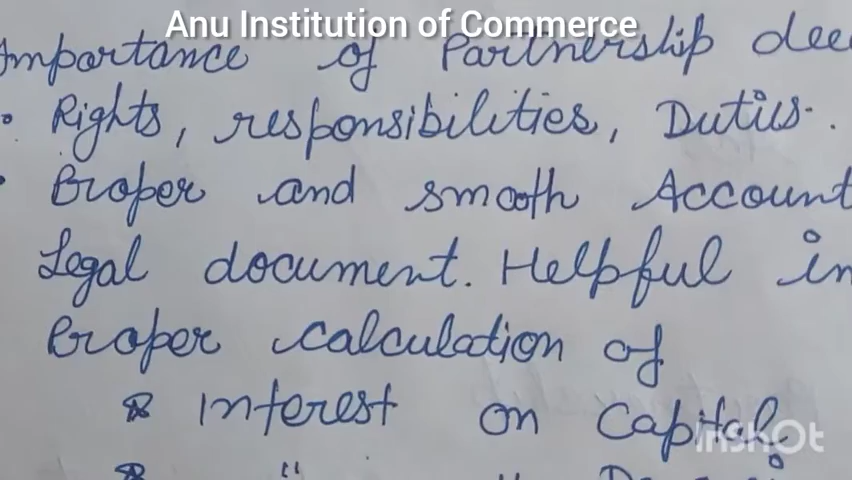 Anu Institution of Commerce
Importance of Partnership dee
• Rights, responsibilities, Duties.
• Proper and smooth Account
Legal document. Helpful in
Proper calculation of
☆ Interest on Capital
InShOt
☆ " "